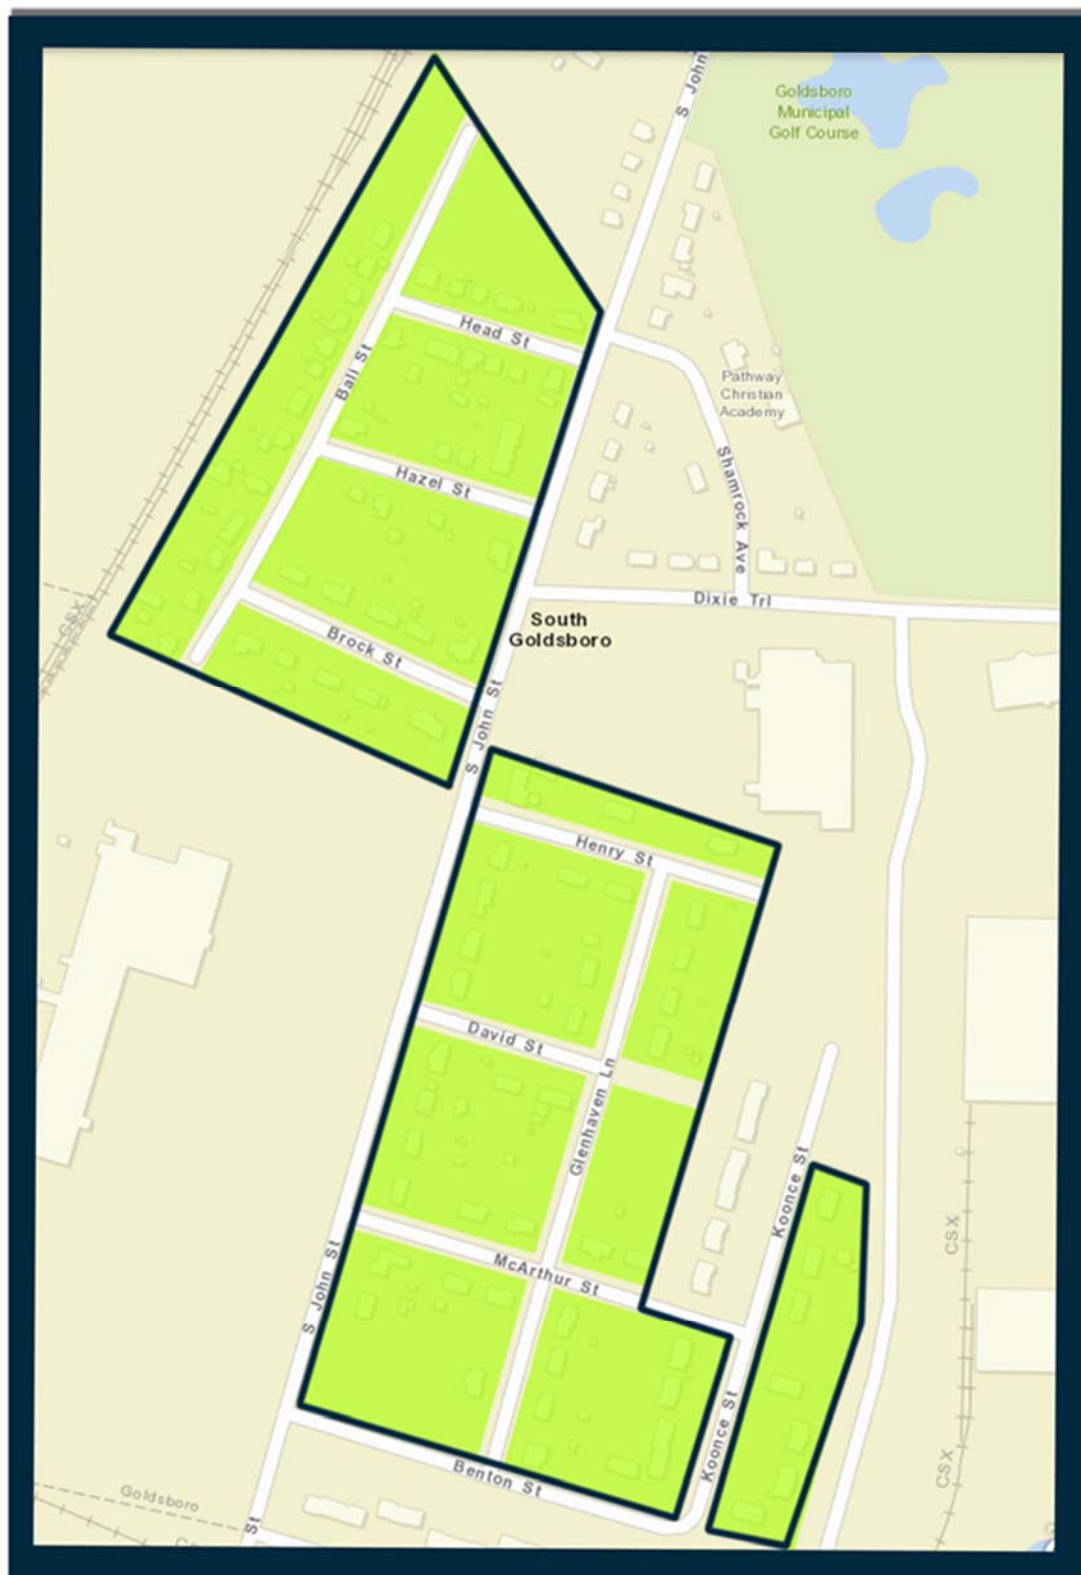 S John
Goldsboro
Municipal
Golf Course
Head St
Ball St
Pathway
Christian
Academy
Hazel St
Shamrock Ave
CSX
Dixie Trl
South
Goldsboro
Brock St
S John St
Henry St
David St
Glenhaven Ln
Koonce St
CSX
S John St
McArthur St
Koonce St
Benton St
CSX
Goldsboro
St